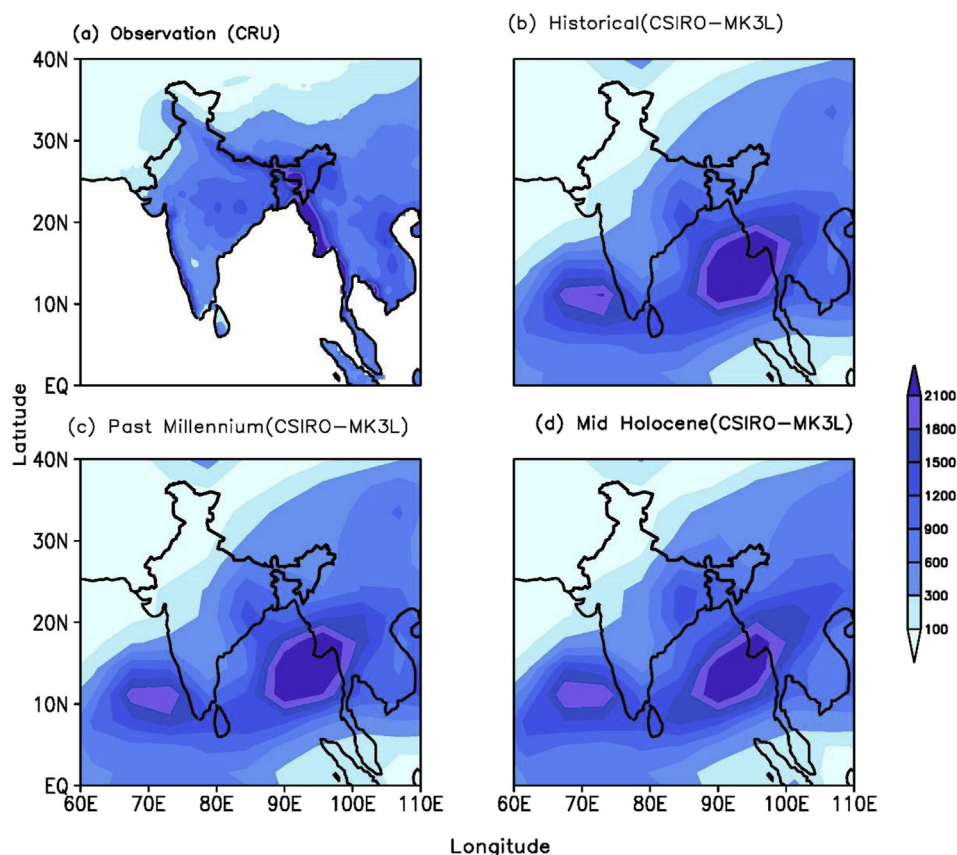 (a) Observation (CRU)
(b) Historical(CSIRO-MK3L)
40N
30N
20N
10N
EQ
Latitude
(c) Past Millennium(CSIRO-MK3L)
(d) Mid Holocene(CSIRO-MK3L)
40N
30N
20N
10N
EQ
60E 70E 80E 90E 100E 110E
60E 70E 80E 90E 100E 110E
Longitude
2100
1800
1500
1200
900
600
300
100